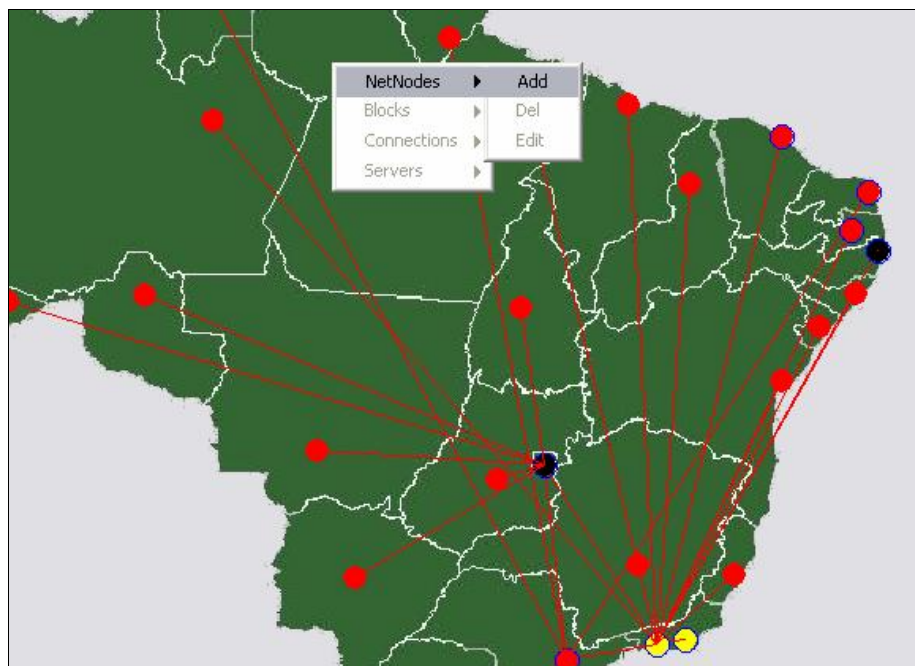 NetNodes
Blocks
Connections
Servers
Add
Del
Edit